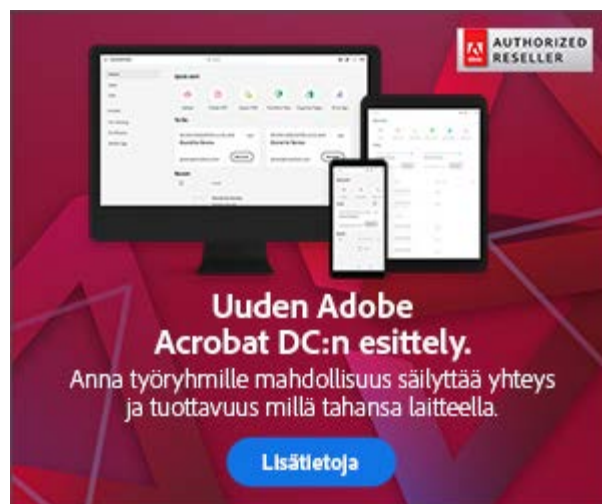 AUTHORIZED
RESELLER
Uuden Adobe
Acrobat DC:n esittely.
Anna työryhmille mahdollisuus säilyttää yhteys
ja tuottavuus millä tahansa laitteella.
Lisätietoja